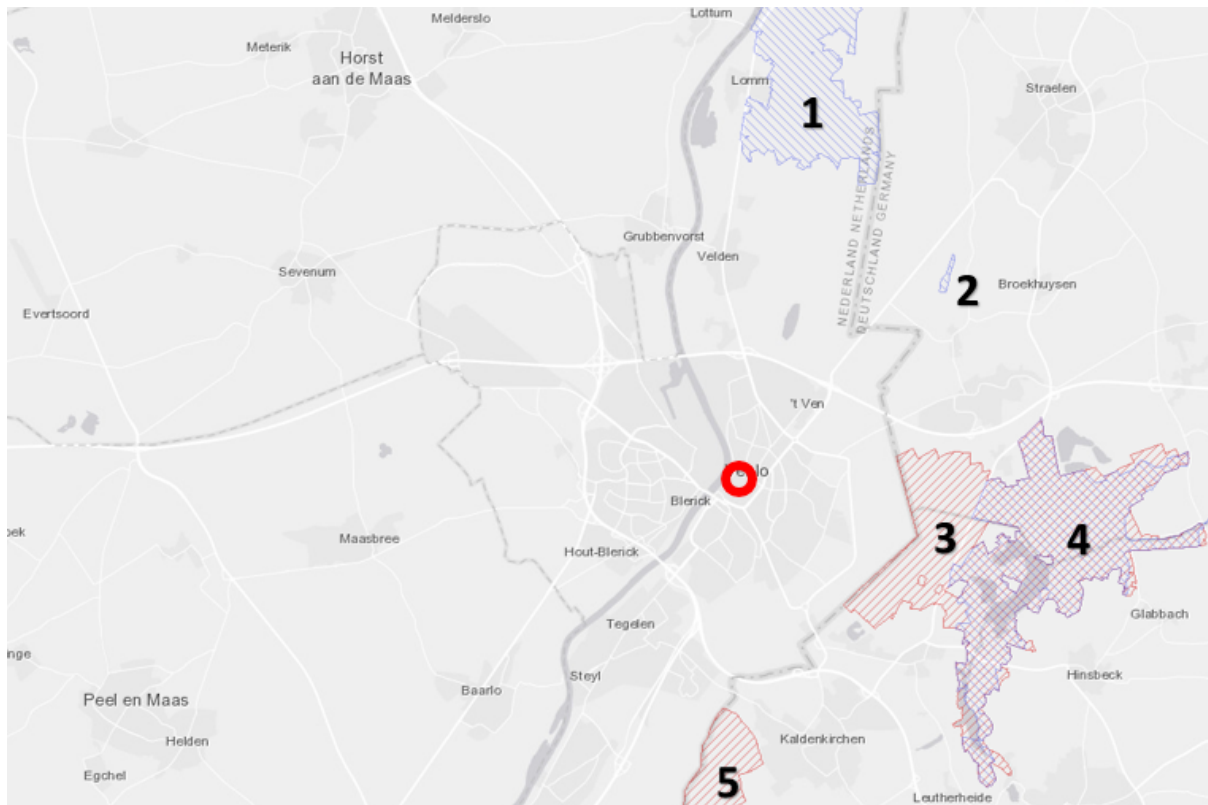 Melderslo
Lottum
Meterik
Horst
aan de Maas
Lomm
Straelen
1
NEDERLAND NETHERLANDS
DEUTSCHLAND GERMANY
Grubbenvorst
Velden
Sevenum
2
Broekhuysen
Evertsoord
't Ven
Blerick
3
4
Maasbree
Hout-Blerick
Glabbach
Tegelen
Steyl
Hinsbeck
Baarlo
Peel en Maas
Helden
Kaldenkirchen
Egchel
5
Leutherheide